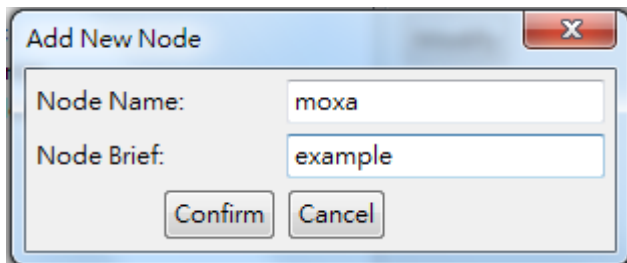 Add New Node
Node Name: moxa
Node Brief: example
Confirm Cancel